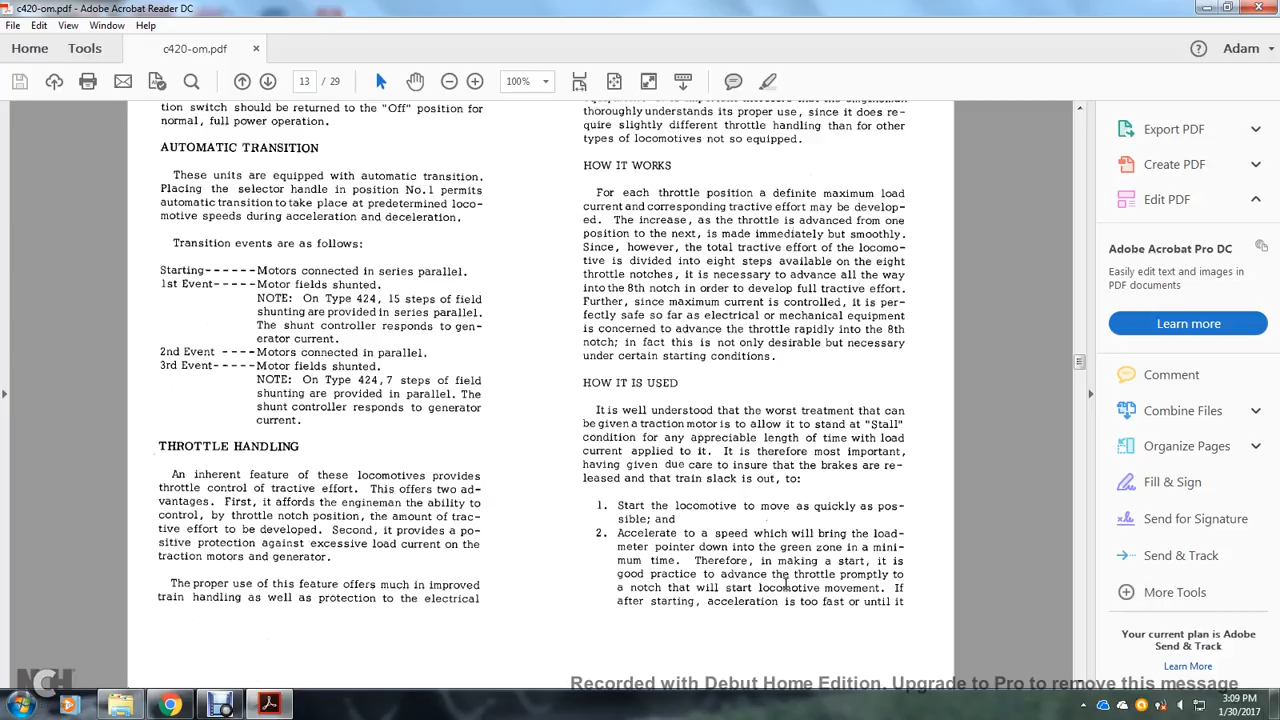 c420-om.pdf - Adobe Acrobat Reader DC
File Edit View Window Help
Home Tools c420-om.pdf × Adam
13 / 29 100%
tion switch should be returned to the "Off" position for
normal, full power operation.
AUTOMATIC TRANSITION
These units are equipped with automatic transition.
Placing the selector handle in position No.1 permits
automatic transition to take place at predetermined loco-
motive speeds during acceleration and deceleration.
Transition events are as follows:
Starting------Motors connected in series parallel.
1st Event-----Motor fields shunted.
NOTE: On Type 424, 15 steps of field
shunting are provided in series parallel.
The shunt controller responds to gen-
erator current.
2nd Event ----Motors connected in parallel.
3rd Event-----Motor fields shunted.
NOTE: On Type 424, 7 steps of field
shunting are provided in parallel. The
shunt controller responds to generator
current.
THROTTLE HANDLING
An inherent feature of these locomotives provides
throttle control of tractive effort. This offers two ad-
vantages. First, it affords the engineman the ability to
control, by throttle notch position, the amount of trac-
tive effort to be developed. Second, it provides a po-
sitive protection against excessive load current on the
traction motors and generator.
The proper use of this feature offers much in improved
train handling as well as protection to the electrical
thoroughly understands its proper use, since it does re-
quire slightly different throttle handling than for other
types of locomotives not so equipped.
HOW IT WORKS
For each throttle position a definite maximum load
current and corresponding tractive effort may be develop-
ed. The increase, as the throttle is advanced from one
position to the next, is made immediately but smoothly.
Since, however, the total tractive effort of the locomo-
tive is divided into eight steps available on the eight
throttle notches, it is necessary to advance all the way
into the 8th notch in order to develop full tractive effort.
Further, since maximum current is controlled, it is per-
fectly safe so far as electrical or mechanical equipment
is concerned to advance the throttle rapidly into the 8th
notch; in fact this is not only desirable but necessary
under certain starting conditions.
HOW IT IS USED
It is well understood that the worst treatment that can
be given a traction motor is to allow it to stand at "Stall"
condition for any appreciable length of time with load
current applied to it. It is therefore most important,
having given due care to insure that the brakes are re-
leased and that train slack is out, to:
1. Start the locomotive to move as quickly as pos-
sible; and
2. Accelerate to a speed which will bring the load-
meter pointer down into the green zone in a mini-
mum time. Therefore, in making a start, it is
good practice to advance the throttle promptly to
a notch that will start locomotive movement. If
after starting, acceleration is too fast or until it
Export PDF
Create PDF
Edit PDF
Adobe Acrobat Pro DC
Easily edit text and images in
PDF documents
Learn more
Comment
Combine Files
Organize Pages
Fill & Sign
Send for Signature
Send & Track
More Tools
Your current plan is Adobe
Send & Track
Learn More
NCH
Recorded with Debut Home Edition. Upgrade to Pro to remove this message
3:09 PM
1/30/2017